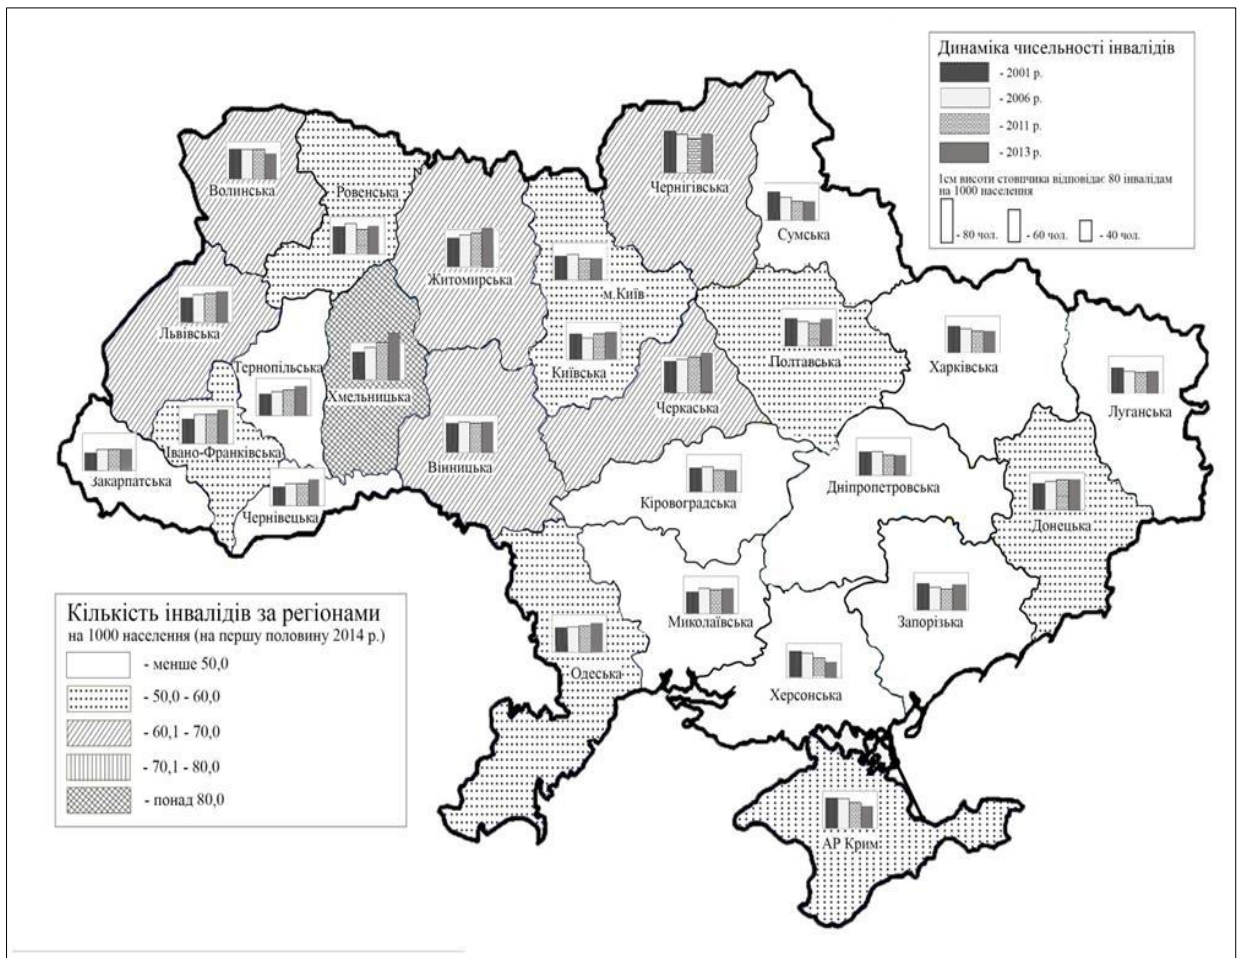 Динаміка чисельності інвалідів
- 2001 р.
- 2006 р.
- 2011 р.
- 2013 р.
1см висоти стовпчика відповідає 80 інвалідам
на 1000 населення
- 80 чол.
- 60 чол.
- 40 чол.
Волинська
Ровенська
Чернігівська
Сумська
Житомирська
м.Київ
Львівська
Тернопільська
Хмельницька
Київська
Черкаська
Полтавська
Харківська
Луганська
Івано-Франківська
Закарпатська
Вінницька
Чернівецька
Кіровоградська
Дніпропетровська
Донецька
Миколаївська
Запорізька
Одеська
Херсонська
АР Крим
Кількість інвалідів за регіонами
на 1000 населення (на першу половину 2014 р.)
- менше 50,0
- 50,0 - 60,0
- 60,1 - 70,0
- 70,1 - 80,0
- понад 80,0